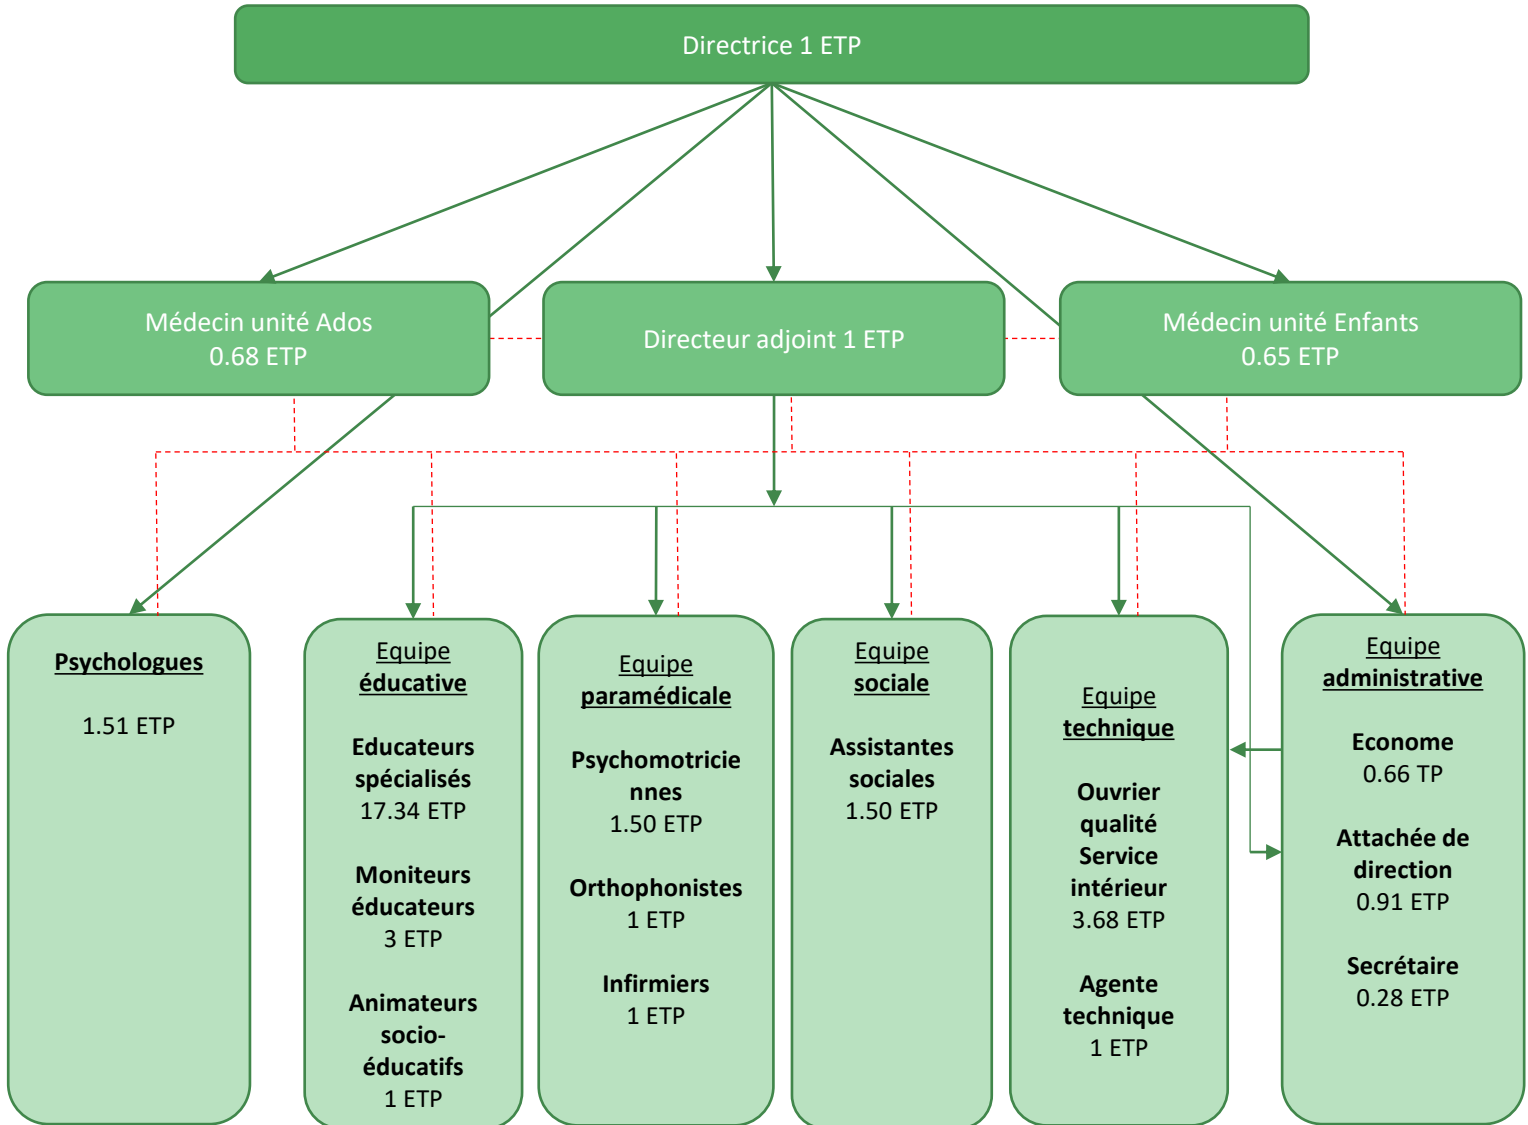 Directrice 1 ETP
Médecin unité Ados
0.68 ETP
Directeur adjoint 1 ETP
Médecin unité Enfants
0.65 ETP
Psychologues
1.51 ETP
Equipe
éducative
Educateurs
spécialisés
17.34 ETP
Moniteurs
éducateurs
3 ETP
Animateurs
socio-
éducatifs
1 ETP
Equipe
paramédicale
Psychomotricie
nnes
1.50 ETP
Orthophonistes
1 ETP
Infirmiers
1 ETP
Equipe
sociale
Assistantes
sociales
1.50 ETP
Equipe
technique
Ouvrier
qualité
Service
intérieur
3.68 ETP
Agente
technique
1 ETP
Equipe
administrative
Econome
0.66 TP
Attachée de
direction
0.91 ETP
Secrétaire
0.28 ETP